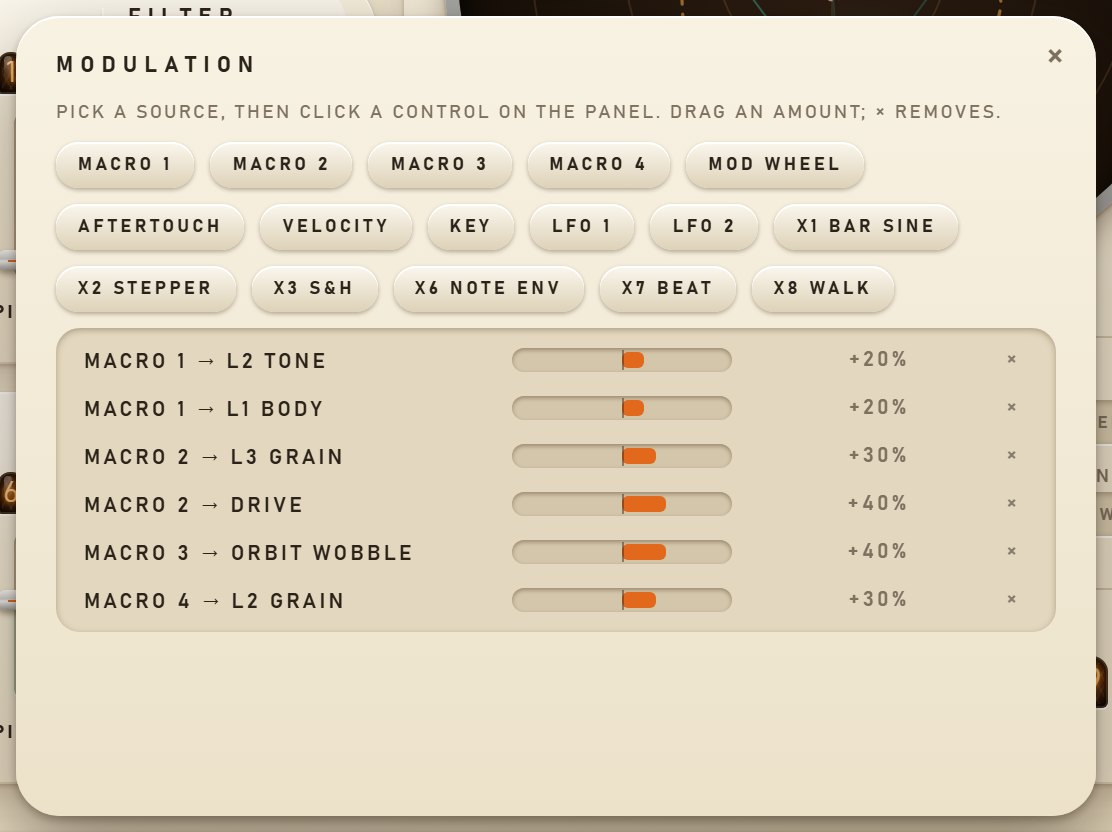 FILTER
MODULATION
×
PICK A SOURCE, THEN CLICK A CONTROL ON THE PANEL. DRAG AN AMOUNT; × REMOVES.
MACRO 1 MACRO 2 MACRO 3 MACRO 4 MOD WHEEL
AFTERTOUCH VELOCITY KEY LFO 1 LFO 2 X1 BAR SINE
X2 STEPPER X3 S&H X6 NOTE ENV X7 BEAT X8 WALK
MACRO 1 → L2 TONE +20% ×
MACRO 1 → L1 BODY +20% ×
MACRO 2 → L3 GRAIN +30% ×
MACRO 2 → DRIVE +40% ×
MACRO 3 → ORBIT WOBBLE +40% ×
MACRO 4 → L2 GRAIN +30% ×